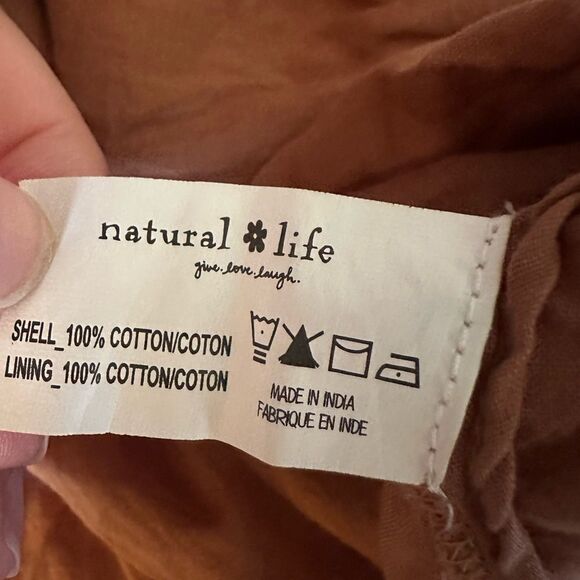 natural life
give.love.laugh.
SHELL_100% COTTON/COTON
LINING_100% COTTON/COTON
MADE IN INDIA
FABRIQUE EN INDE